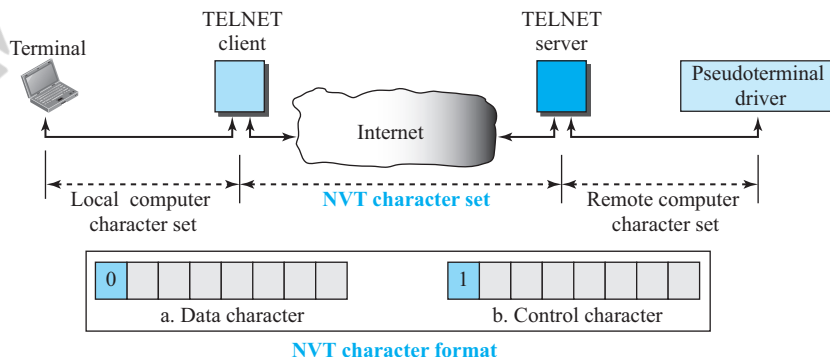 Terminal
TELNET
client
TELNET
server
Pseudoterminal
driver
Internet
Local computer
character set
NVT character set
Remote computer
character set
0
a. Data character
1
b. Control character
NVT character format